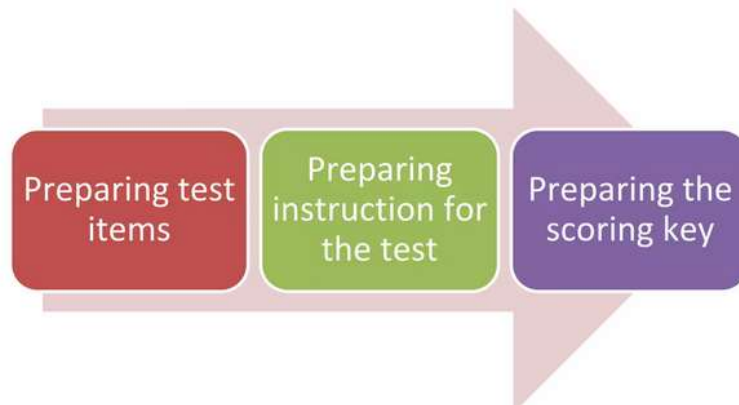 Preparing test
items
Preparing
instruction for
the test
Preparing the
scoring key